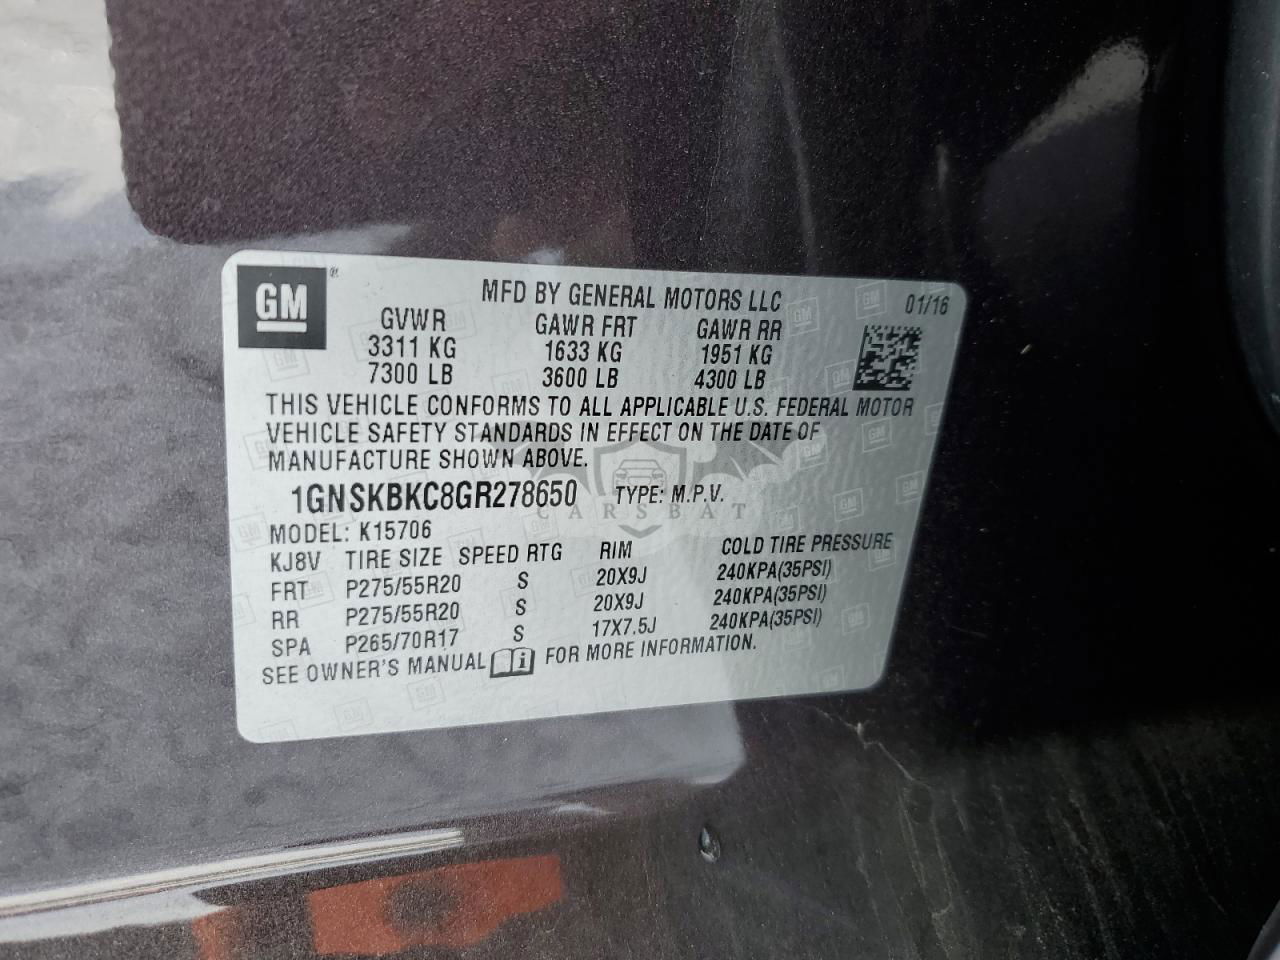 GM ®
MFD BY GENERAL MOTORS LLC 01/16
GVWR GAWR FRT GAWR RR
3311 KG 1633 KG 1951 KG
7300 LB 3600 LB 4300 LB
THIS VEHICLE CONFORMS TO ALL APPLICABLE U.S. FEDERAL MOTOR
VEHICLE SAFETY STANDARDS IN EFFECT ON THE DATE OF
MANUFACTURE SHOWN ABOVE.
1GNSKBKC8GR278650 TYPE: M.P.V.
CARSBAT
MODEL: K15706
KJ8V TIRE SIZE SPEED RTG RIM COLD TIRE PRESSURE
FRT P275/55R20 S 20X9J 240KPA(35PSI)
RR P275/55R20 S 20X9J 240KPA(35PSI)
SPA P265/70R17 S 17X7.5J 240KPA(35PSI)
SEE OWNER'S MANUAL i FOR MORE INFORMATION.